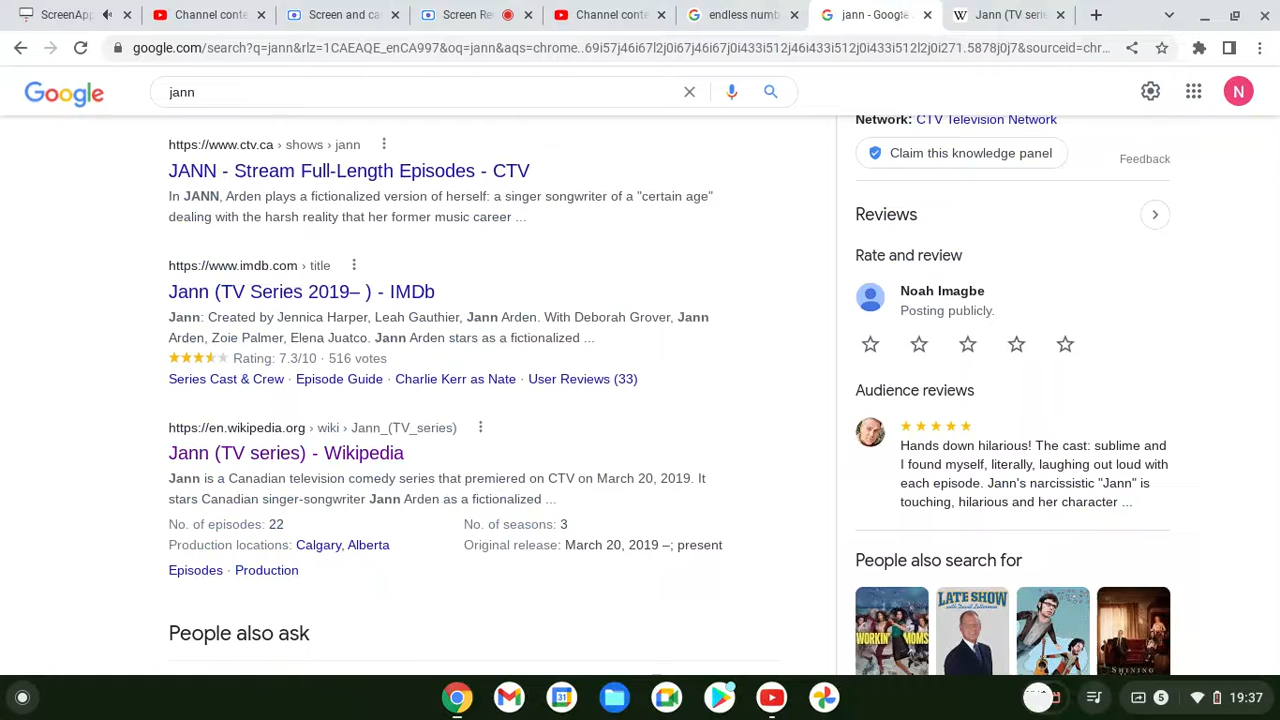 ScreenApp
Channel conte
Screen and ca
Screen Re
Channel conte
endless numb
jann - Google
Jann (TV serie
google.com/search?q=jann&rlz=1CAEAQE_enCA997&oq=jann&aqs=chrome..69i57j46i67l2j0i67j46i67j0i433i512j46i433i512j0i433i512l2j0i271.5878j0j7&sourceid=chr...
Google
jann
N
https://www.ctv.ca › shows › jann
JANN - Stream Full-Length Episodes - CTV
In JANN, Arden plays a fictionalized version of herself: a singer songwriter of a "certain age"
dealing with the harsh reality that her former music career ...
https://www.imdb.com › title
Jann (TV Series 2019– ) - IMDb
Jann: Created by Jennica Harper, Leah Gauthier, Jann Arden. With Deborah Grover, Jann
Arden, Zoie Palmer, Elena Juatco. Jann Arden stars as a fictionalized ...
Rating: 7.3/10 · 516 votes
Series Cast & Crew · Episode Guide · Charlie Kerr as Nate · User Reviews (33)
https://en.wikipedia.org › wiki › Jann_(TV_series)
Jann (TV series) - Wikipedia
Jann is a Canadian television comedy series that premiered on CTV on March 20, 2019. It
stars Canadian singer-songwriter Jann Arden as a fictionalized ...
No. of episodes: 22
No. of seasons: 3
Production locations: Calgary, Alberta
Original release: March 20, 2019 –; present
Episodes · Production
People also ask
Network: CTV Television Network
Claim this knowledge panel
Feedback
Reviews
Rate and review
Noah Imagbe
Posting publicly.
Audience reviews
Hands down hilarious! The cast: sublime and
I found myself, literally, laughing out loud with
each episode. Jann's narcissistic "Jann" is
touching, hilarious and her character ...
People also search for
WORKIN' MOMS
LATE SHOW
with David Letterman
SHINING
31
5
19:37